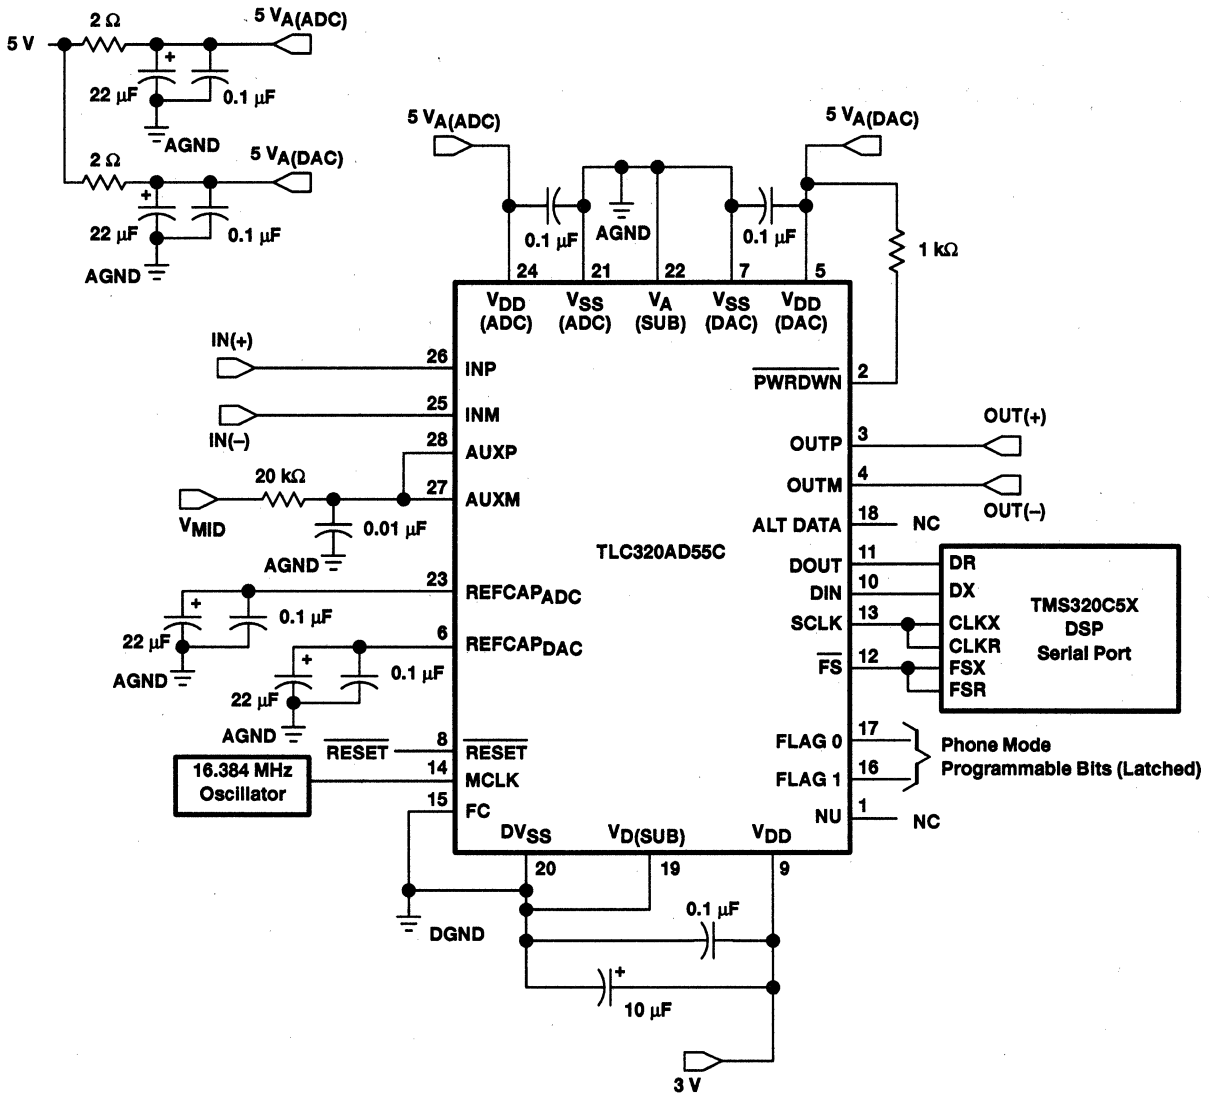 5 V
2 Ω
5 VA(ADC)
+
22 µF
0.1 µF
AGND
2 Ω
5 VA(DAC)
+
22 µF
0.1 µF
AGND
5 VA(ADC)
5 VA(DAC)
0.1 µF
AGND
0.1 µF
1 kΩ
24
21
22
7
5
VDD
(ADC)
VSS
(ADC)
VA
(SUB)
VSS
(DAC)
VDD
(DAC)
IN(+)
26
INP
IN(–)
25
INM
28
AUXP
20 kΩ
27
AUXM
VMID
0.01 µF
AGND
23
REFCAPADC
+
22 µF
0.1 µF
AGND
6
REFCAPDAC
+
22 µF
0.1 µF
AGND
RESET
8
RESET
16.384 MHz
Oscillator
14
MCLK
15
FC
TLC320AD55C
PWRDWN
2
OUTP
3
OUT(+)
OUTM
4
OUT(–)
ALT DATA
18
NC
DOUT
11
DR
DIN
10
DX
SCLK
13
CLKX
CLKR
FS
12
FSX
FSR
TMS320C5X
DSP
Serial Port
FLAG 0
17
FLAG 1
16
Phone Mode
Programmable Bits (Latched)
NU
1
NC
DVSS
VD(SUB)
VDD
20
19
9
DGND
0.1 µF
+
10 µF
3 V